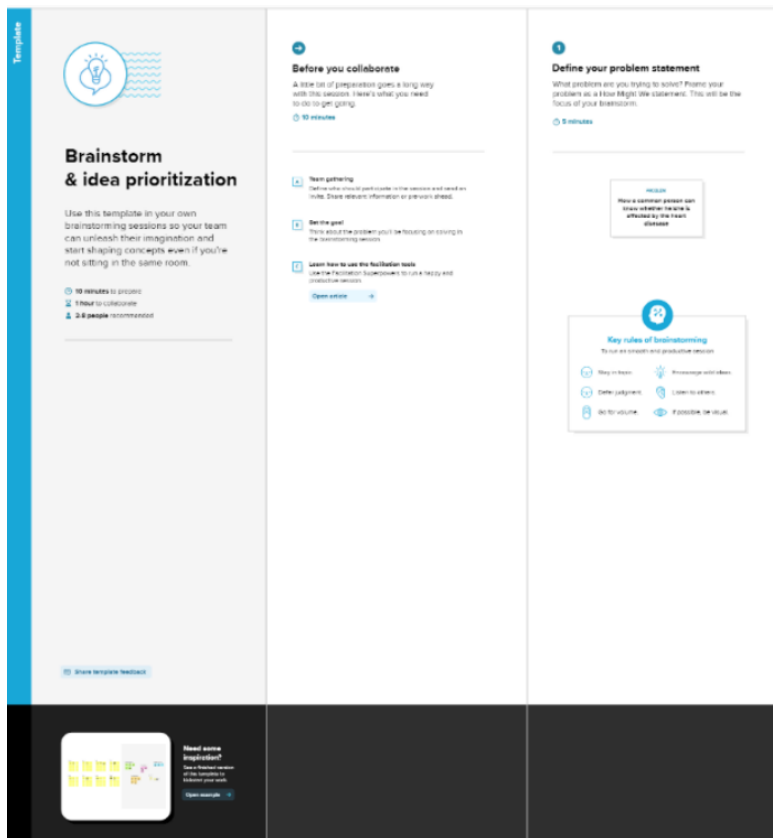 Template
Brainstorm
& idea prioritization
Use this template in your own
brainstorming sessions so your team
can unleash their imagination and
start shaping concepts even if you're
not sitting in the same room.
10 minutes to prepare
1 hour to collaborate
2-8 people recommended
Share template feedback
Need some
inspiration?
See a finished version
of this template to
kickstart your work.
Open example
Before you collaborate
A little bit of preparation goes a long way
with this session. Here's what you need
to do to get going.
10 minutes
A
Team gathering
Define who should participate in the session and send an
invite. Share relevant information or pre-work ahead.
B
Set the goal
Think about the problem you'll be focusing on solving in
the brainstorming session.
C
Learn how to use the facilitation tools
Use the Facilitation Superpowers to run a happy and
productive session.
Open article
1
Define your problem statement
What problem are you trying to solve? Frame your
problem as a How Might We statement. This will be the
focus of your brainstorm.
5 minutes
PROBLEM
How a common person can
know whether he/she is
affected by the heart
disease?
Key rules of brainstorming
To run an smooth and productive session
Stay in topic.
Encourage wild ideas.
Defer judgment.
Listen to others.
Go for volume.
If possible, be visual.